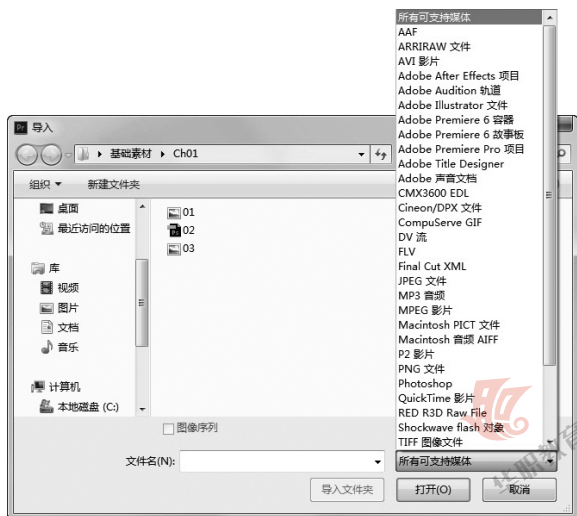 所有可支持媒体
AAF
ARRIRAW 文件
AVI 影片
Adobe After Effects 项目
Adobe Audition 轨道
Adobe Illustrator 文件
Adobe Premiere 6 容器
Adobe Premiere 6 故事板
Adobe Premiere Pro 项目
Adobe Title Designer
Adobe 声音文档
CMX3600 EDL
Cineon/DPX 文件
CompuServe GIF
DV 流
FLV
Final Cut XML
JPEG 文件
MP3 音频
MPEG 影片
Macintosh PICT 文件
Macintosh 音频 AIFF
P2 影片
PNG 文件
Photoshop
QuickTime 影片
RED R3D Raw File
Shockwave flash 对象
TIFF 图像文件
Pr 导入
基础素材 Ch01
组织 新建文件夹
桌面
最近访问的位置
库
视频
图片
文档
音乐
计算机
本地磁盘 (C:)
01
02
03
图像序列
文件名(N):
所有可支持媒体
导入文件夹 打开(O) 取消
华职教育